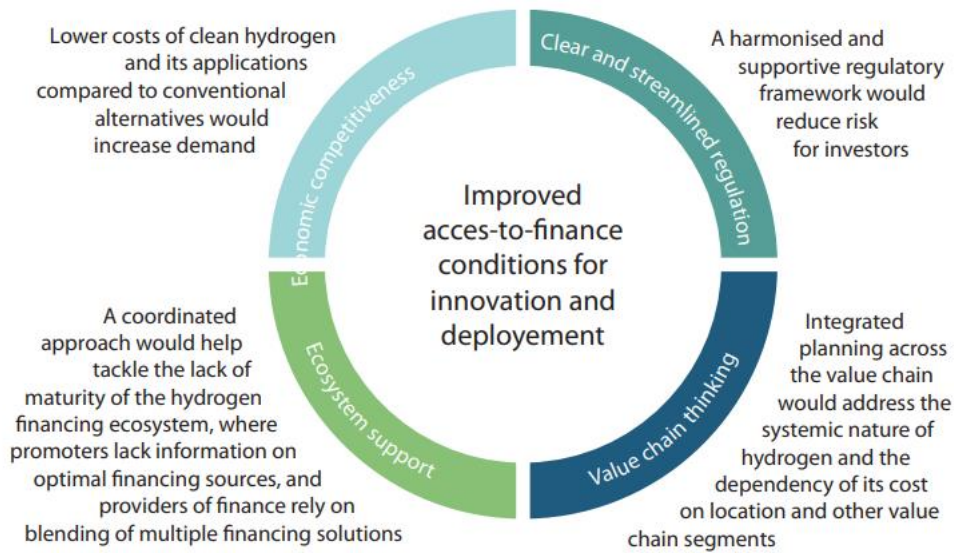 Lower costs of clean hydrogen
and its applications
compared to conventional
alternatives would
increase demand
Economic competitiveness
Clear and streamlined regulation
A harmonised and
supportive regulatory
framework would
reduce risk
for investors
Improved
acces-to-finance
conditions for
innovation and
deployement
A coordinated
approach would help
tackle the lack of
maturity of the hydrogen
financing ecosystem, where
promoters lack information on
optimal financing sources, and
providers of finance rely on
blending of multiple financing solutions
Ecosystem support
Value chain thinking
Integrated
planning across
the value chain
would address the
systemic nature of
hydrogen and the
dependency of its cost
on location and other value
chain segments